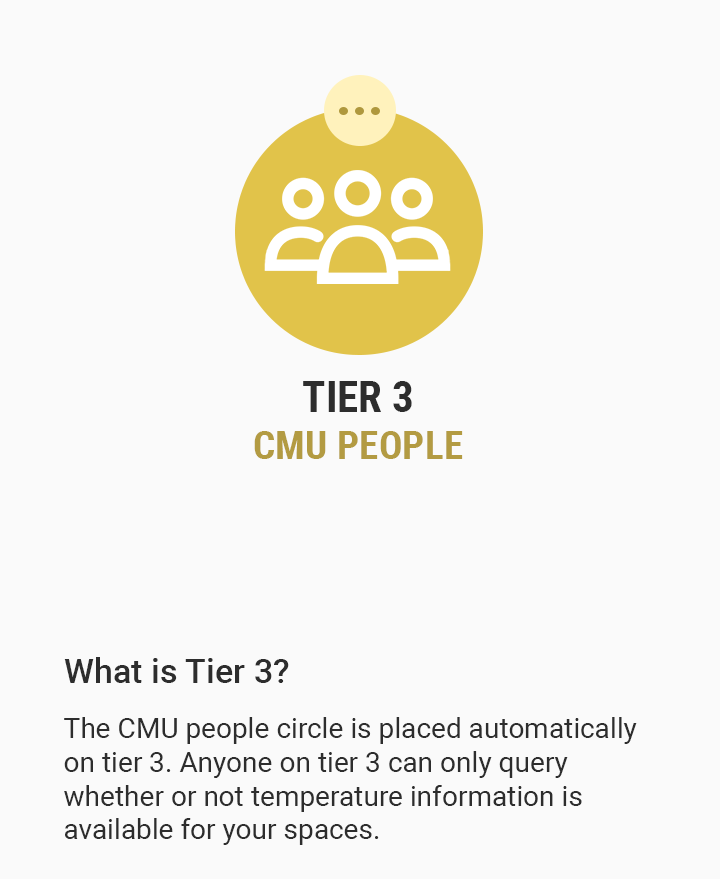 TIER 3
CMU PEOPLE
What is Tier 3?
The CMU people circle is placed automatically
on tier 3. Anyone on tier 3 can only query
whether or not temperature information is
available for your spaces.